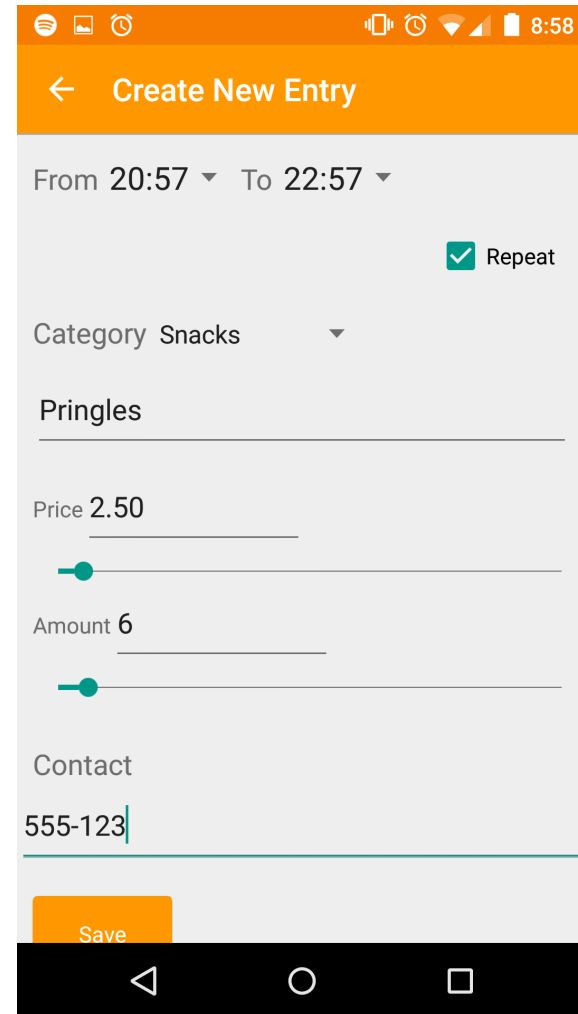 8:58
Create New Entry
From 20:57 To 22:57
Repeat
Category Snacks
Pringles
Price 2.50
Amount 6
Contact
555-123
Save